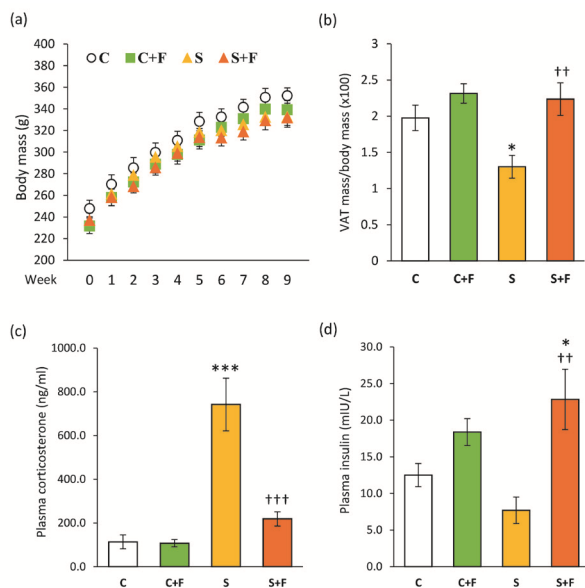 (a)
C C+F S S+F
Body mass (g)
360
340
320
300
280
260
240
220
200
Week 0 1 2 3 4 5 6 7 8 9
(b)
VAT mass/body mass (x100)
3
2.5
2
1.5
1
0.5
0
*
††
C C+F S S+F
(c)
Plasma corticosterone (ng/ml)
1000.0
800.0
600.0
400.0
200.0
0.0
***
†††
C C+F S S+F
(d)
Plasma insulin (mIU/L)
30.0
25.0
20.0
15.0
10.0
5.0
0.0
*
††
C C+F S S+F